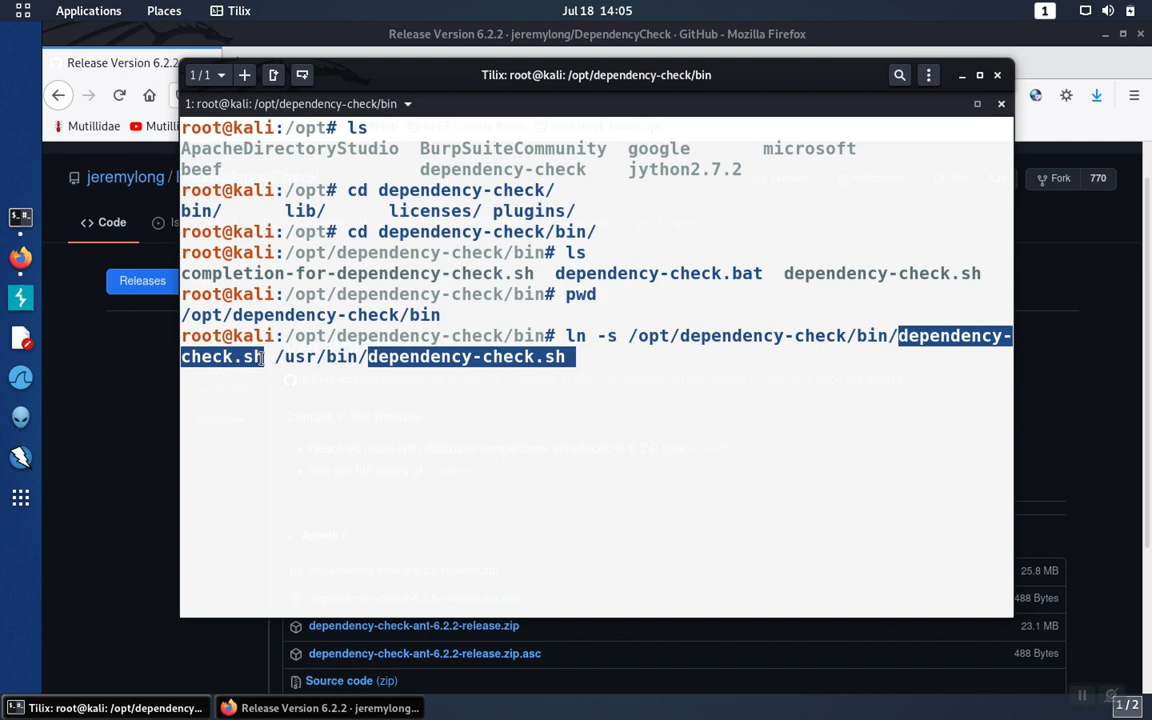 Applications Places Tilix Jul 18 14:05 1
Release Version 6.2.2 · jeremylong/DependencyCheck · GitHub - Mozilla Firefox
Release Version 6.2.2
1 / 1 Tilix: root@kali: /opt/dependency-check/bin
1: root@kali: /opt/dependency-check/bin
Mutillidae Mutilli
root@kali:/opt# ls
ApacheDirectoryStudio BurpSuiteCommunity google microsoft
beef dependency-check jython2.7.2
root@kali:/opt# cd dependency-check/
bin/ lib/ licenses/ plugins/
root@kali:/opt# cd dependency-check/bin/
root@kali:/opt/dependency-check/bin# ls
completion-for-dependency-check.sh dependency-check.bat dependency-check.sh
root@kali:/opt/dependency-check/bin# pwd
/opt/dependency-check/bin
root@kali:/opt/dependency-check/bin# ln -s /opt/dependency-check/bin/dependency-
check.sh /usr/bin/dependency-check.sh
jeremylong /
Fork 770
Code
Releases
Changes in this release
Assets
25.8 MB
488 Bytes
dependency-check-ant-6.2.2-release.zip 23.1 MB
dependency-check-ant-6.2.2-release.zip.asc 488 Bytes
Source code (zip)
Tilix: root@kali: /opt/dependency... Release Version 6.2.2 · jeremylong... 1 / 2